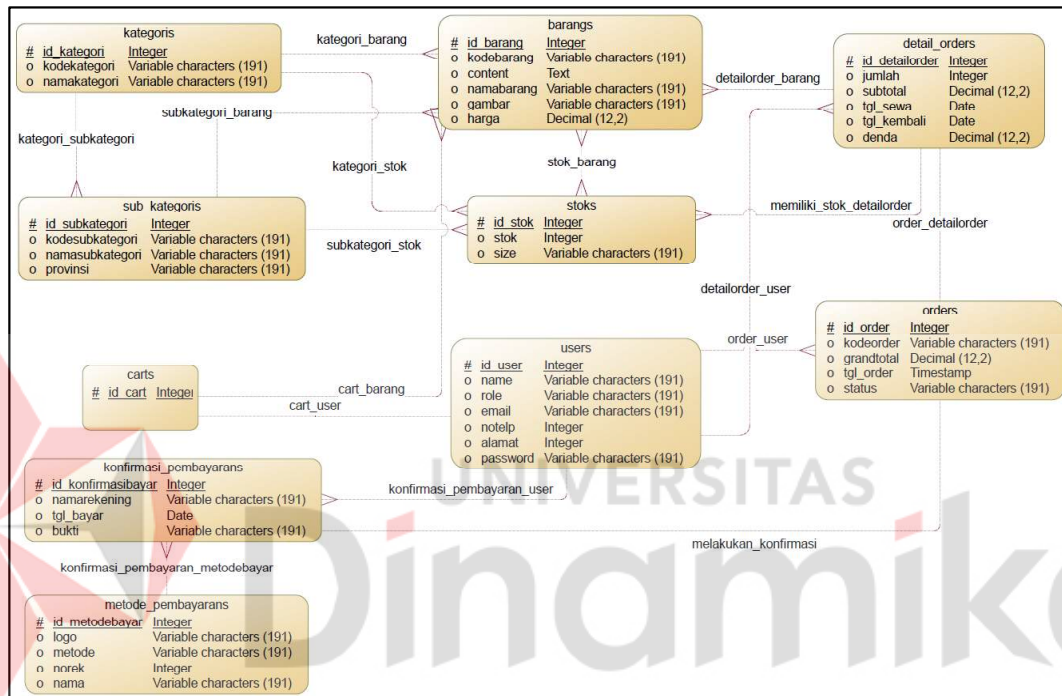 kategoris
# id_kategori Integer
o kodekategori Variable characters (191)
o namakategori Variable characters (191)
kategori_barang
barangs
# id_barang Integer
o kodebarang Variable characters (191)
o content Text
o namabarang Variable characters (191)
o gambar Variable characters (191)
o harga Decimal (12,2)
detailorder_barang
detail_orders
# id_detailorder Integer
o jumlah Integer
o subtotal Decimal (12,2)
o tgl_sewa Date
o tgl_kembali Date
o denda Decimal (12,2)
subkategori_barang
kategori_subkategori
kategori_stok
stok_barang
sub_kategoris
# id_subkategori Integer
o kodesubkategori Variable characters (191)
o namasubkategori Variable characters (191)
o provinsi Variable characters (191)
subkategori_stok
stoks
# id_stok Integer
o stok Integer
o size Variable characters (191)
memiliki_stok_detailorder
order_detailorder
detailorder_user
orders
# id_order Integer
o kodeorder Variable characters (191)
o grandtotal Decimal (12,2)
o tgl_order Timestamp
o status Variable characters (191)
order_user
users
# id_user Integer
o name Variable characters (191)
o role Variable characters (191)
o email Variable characters (191)
o notelp Integer
o alamat Integer
o password Variable characters (191)
carts
# id_cart Integer
cart_barang
cart_user
konfirmasi_pembayarans
# id_konfirmasibayar Integer
o namarekening Variable characters (191)
o tgl_bayar Date
o bukti Variable characters (191)
konfirmasi_pembayaran_user
melakukan_konfirmasi
konfirmasi_pembayaran_metodebayar
metode_pembayarans
# id_metodebayar Integer
o logo Variable characters (191)
o metode Variable characters (191)
o norek Integer
o nama Variable characters (191)
UNIVERSITAS
Dinamika